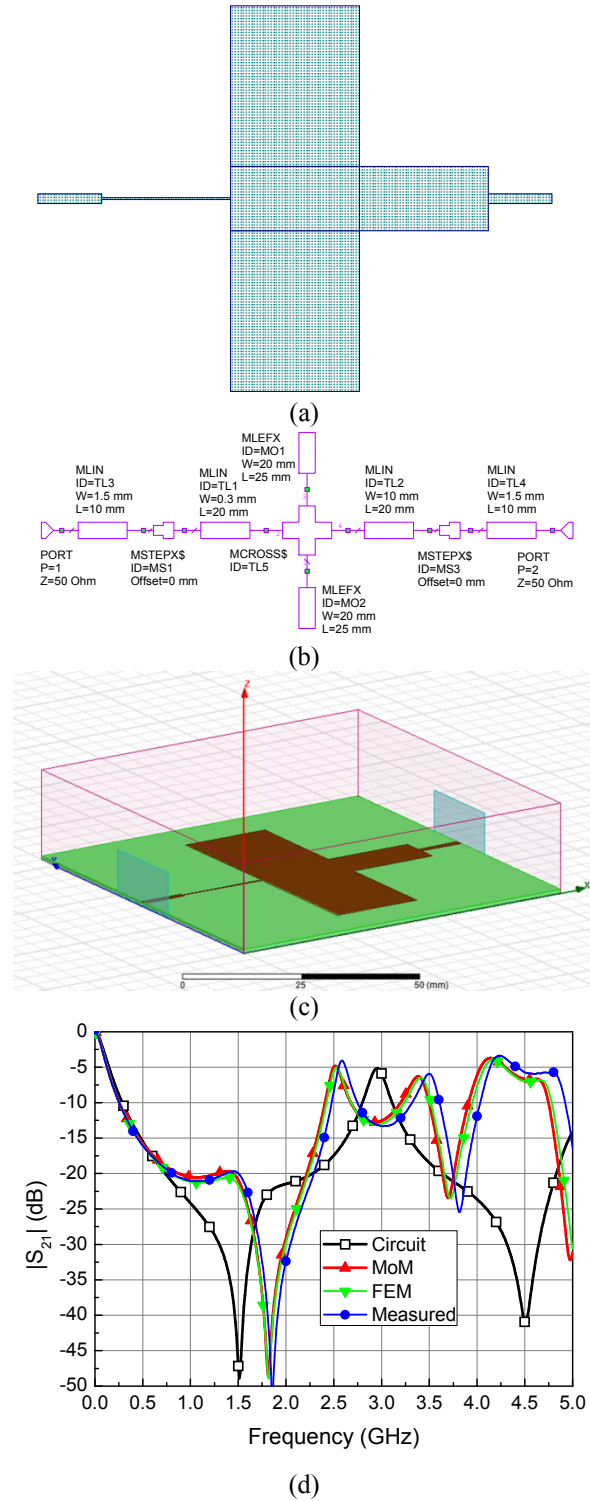 (a)
MLEFX
ID=MO1
W=20 mm
L=25 mm
MLIN
ID=TL3
W=1.5 mm
L=10 mm
MLIN
ID=TL1
W=0.3 mm
L=20 mm
MLIN
ID=TL2
W=10 mm
L=20 mm
MLIN
ID=TL4
W=1.5 mm
L=10 mm
3
2
4
PORT
P=1
Z=50 Ohm
MSTEPX$
ID=MS1
Offset=0 mm
MCROSS$
ID=TL5
MSTEPX$
ID=MS3
Offset=0 mm
PORT
P=2
Z=50 Ohm
MLEFX
ID=MO2
W=20 mm
L=25 mm
(b)
Z
X
0 25 50 (mm)
(c)
|S21| (dB)
0
-5
-10
-15
-20
-25
-30
-35
-40
-45
-50
Circuit
MoM
FEM
Measured
0.0 0.5 1.0 1.5 2.0 2.5 3.0 3.5 4.0 4.5 5.0
Frequency (GHz)
(d)